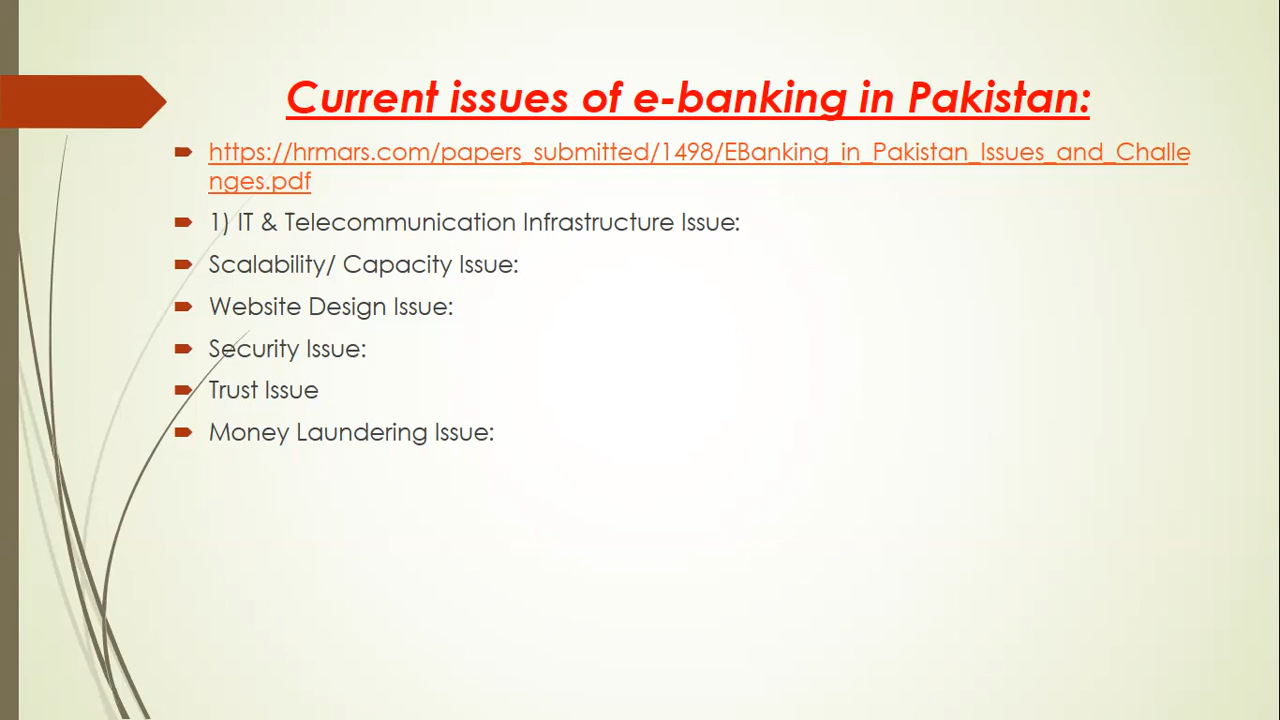 Current issues of e-banking in Pakistan:
https://hrmars.com/papers_submitted/1498/EBanking_in_Pakistan_Issues_and_Challe
nges.pdf
1) IT & Telecommunication Infrastructure Issue:
Scalability/ Capacity Issue:
Website Design Issue:
Security Issue:
Trust Issue
Money Laundering Issue: